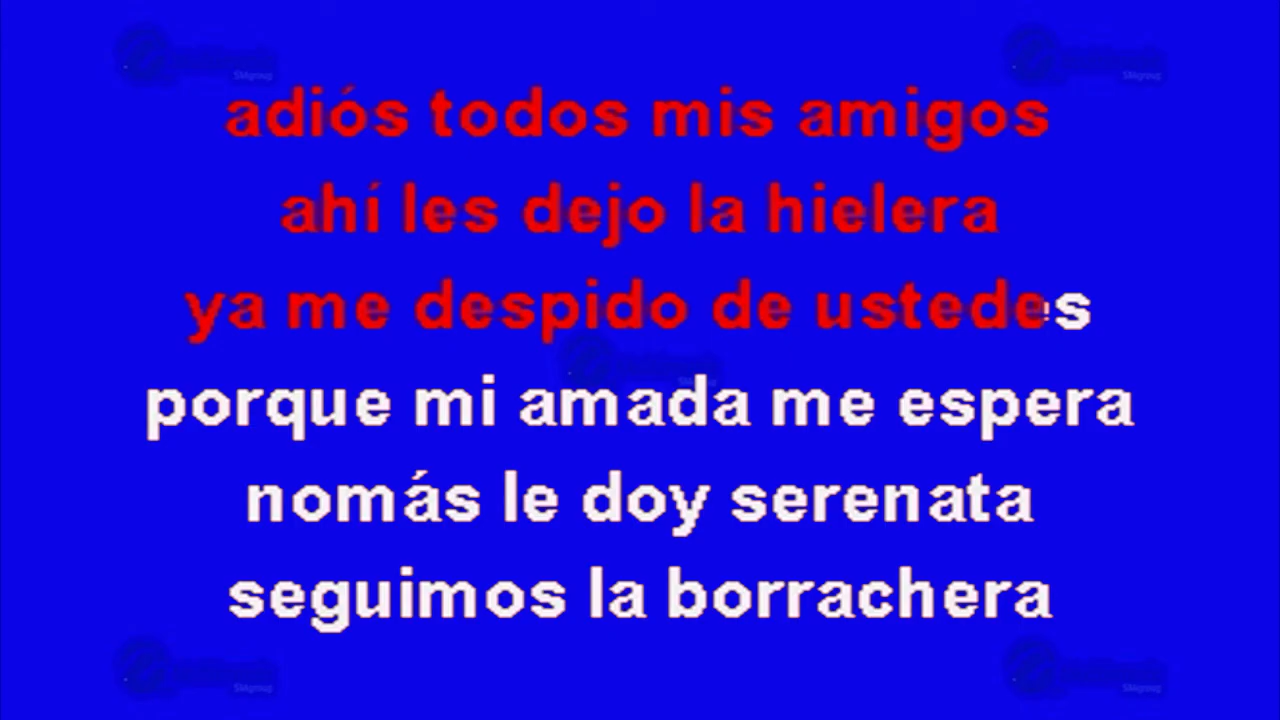 adiós todos mis amigos
ahí les dejo la hielera
ya me despido de ustedes
porque mi amada me espera
nomás le doy serenata
seguimos la borrachera